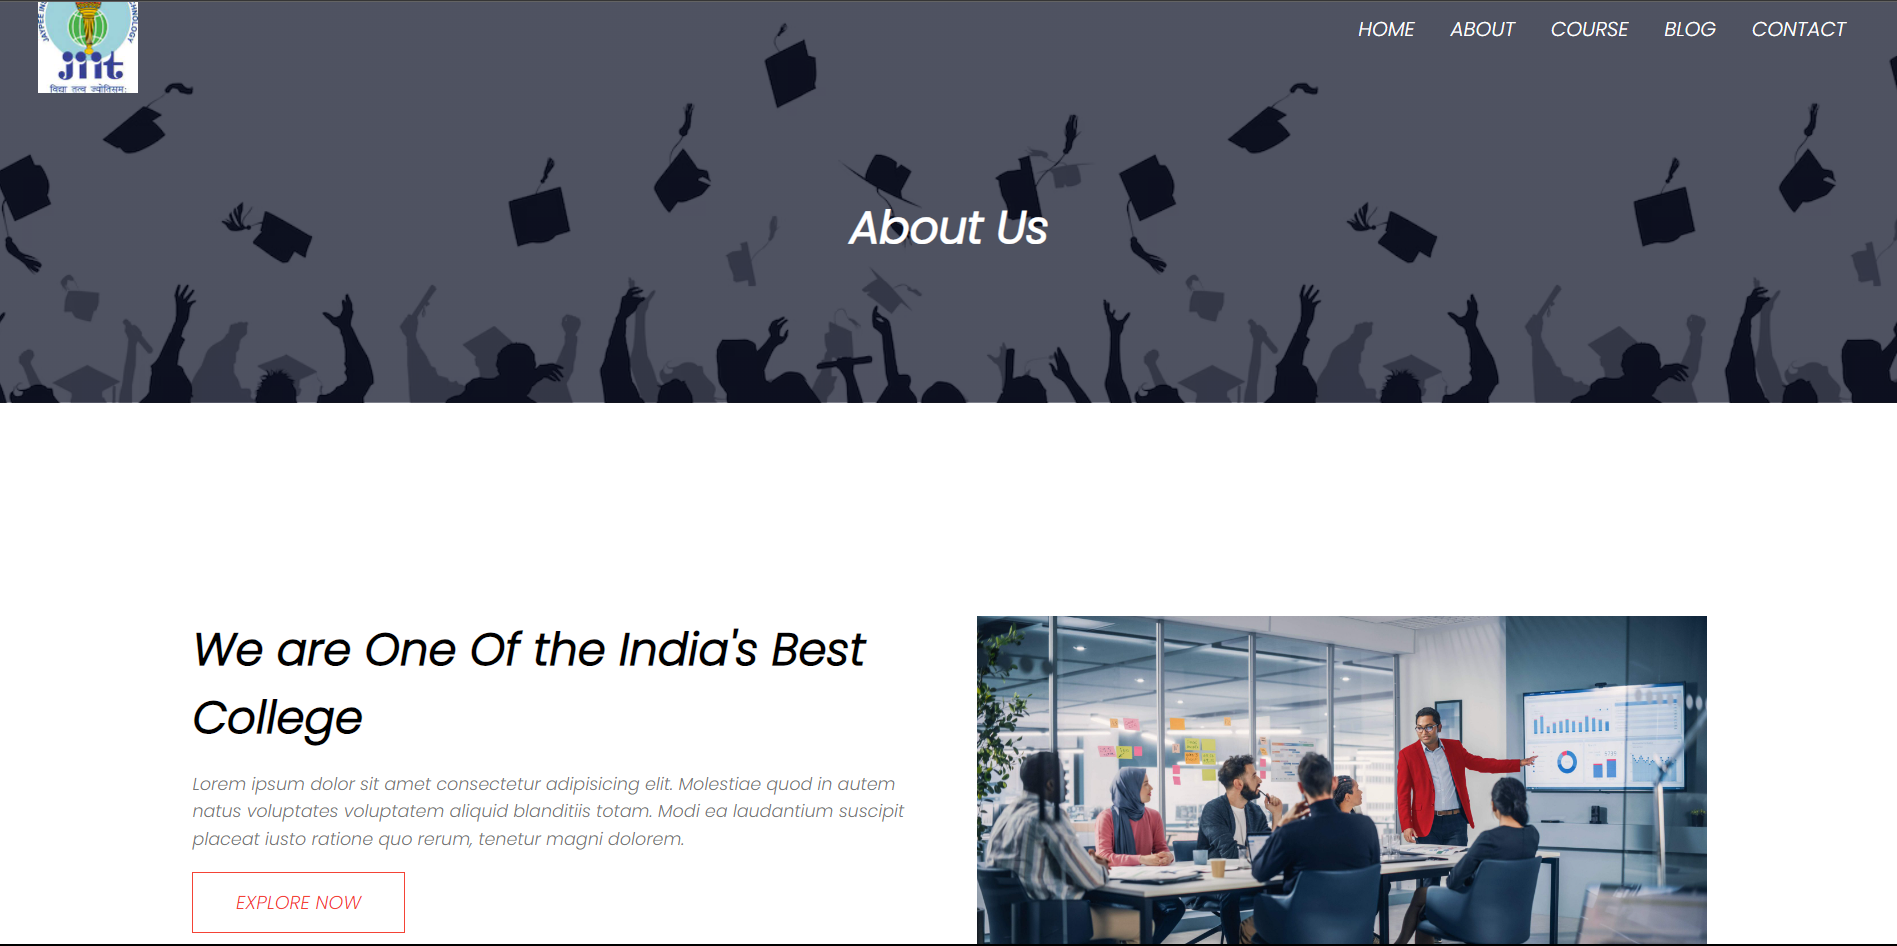 jiit
विद्या तत्व ज्योतिसमः
HOME ABOUT COURSE BLOG CONTACT
About Us
We are One Of the India's Best
College
Lorem ipsum dolor sit amet consectetur adipisicing elit. Molestiae quod in autem
natus voluptates voluptatem aliquid blanditiis totam. Modi ea laudantium suscipit
placeat iusto ratione quo rerum, tenetur magni dolorem.
EXPLORE NOW